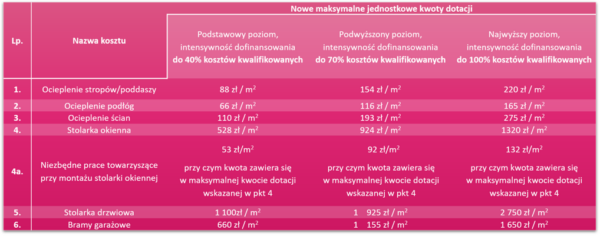 Nowe maksymalne jednostkowe kwoty dotacji
Lp.
Nazwa kosztu
Podstawowy poziom,
intensywność dofinansowania
do 40% kosztów kwalifikowanych
Podwyższony poziom,
intensywność dofinansowania
do 70% kosztów kwalifikowanych
Najwyższy poziom,
intensywność dofinansowania
do 100% kosztów kwalifikowanych
1. Ocieplenie stropów/poddaszy 88 zł / m² 154 zł / m² 220 zł / m²
2. Ocieplenie podłóg 66 zł / m² 116 zł / m² 165 zł / m²
3. Ocieplenie ścian 110 zł / m² 193 zł / m² 275 zł / m²
4. Stolarka okienna 528 zł / m² 924 zł / m² 1320 zł / m²
4a.
Niezbędne prace towarzyszące
przy montażu stolarki okiennej
53 zł/ m²
przy czym kwota zawiera się
w maksymalnej kwocie dotacji
wskazanej w pkt 4
92 zł/ m²
przy czym kwota zawiera się
w maksymalnej kwocie dotacji
wskazanej w pkt 4
132 zł/ m²
przy czym kwota zawiera się
w maksymalnej kwocie dotacji
wskazanej w pkt 4
5. Stolarka drzwiowa 1 100zł / m² 1 925 zł / m² 2 750 zł / m²
6. Bramy garażowe 660 zł / m² 1 155 zł / m² 1 650 zł / m²